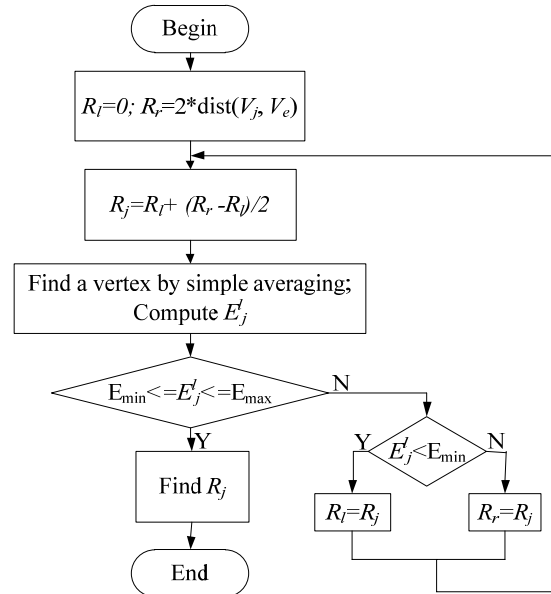 Begin
R_l=0; R_r=2*dist(V_j, V_e)
R_j=R_l+ (R_r -R_l)/2
Find a vertex by simple averaging;
Compute E^l_j
E_min<=E^l_j<=E_max
N
Y
Y
E^l_j<E_min
N
Find R_j
R_l=R_j
R_r=R_j
End